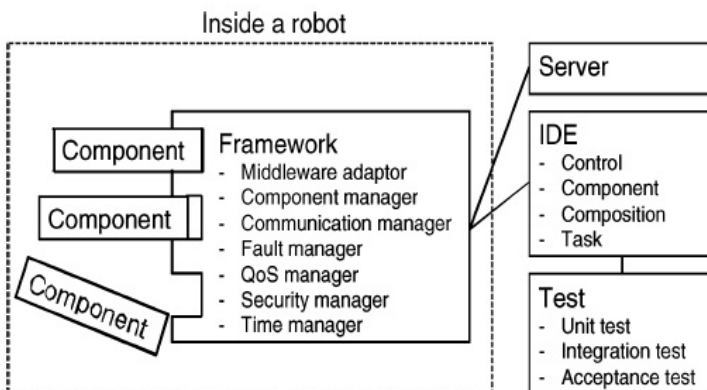 Inside a robot
Component
Component
Component
Framework
- Middleware adaptor
- Component manager
- Communication manager
- Fault manager
- QoS manager
- Security manager
- Time manager
Server
IDE
- Control
- Component
- Composition
- Task
Test
- Unit test
- Integration test
- Acceptance test